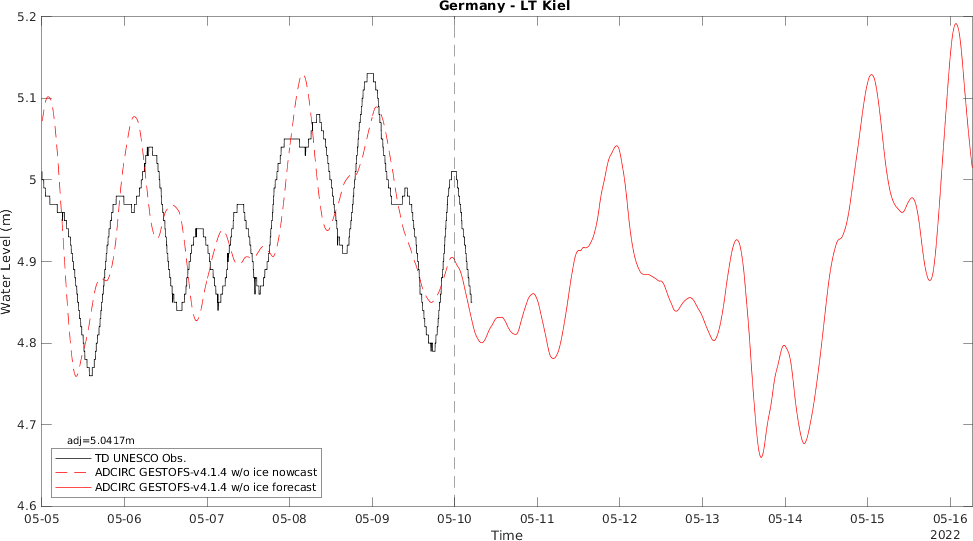 Germany - LT Kiel
5.2
5.1
5
4.9
4.8
4.7
4.6
Water Level (m)
adj=5.0417m
TD UNESCO Obs.
ADCIRC GESTOFS-v4.1.4 w/o ice nowcast
ADCIRC GESTOFS-v4.1.4 w/o ice forecast
05-05 05-06 05-07 05-08 05-09 05-10 05-11 05-12 05-13 05-14 05-15 05-16
Time
2022